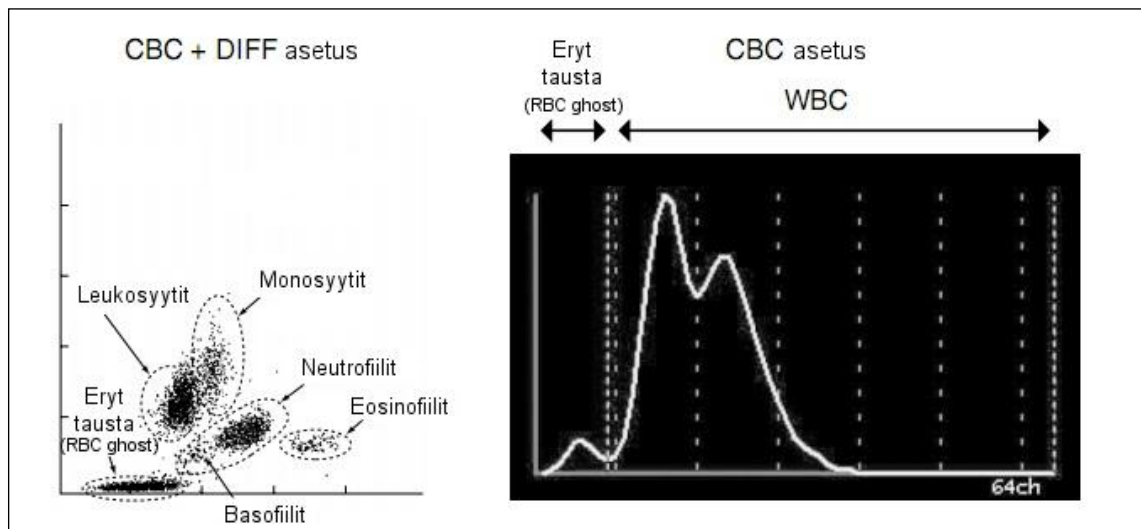 CBC + DIFF asetus
Monosyytit
Leukosyytit
Neutrofiilit
Eosinofiilit
Eryt
tausta
(RBC ghost)
Basofiilit
Eryt
tausta
(RBC ghost)
CBC asetus
WBC
64ch